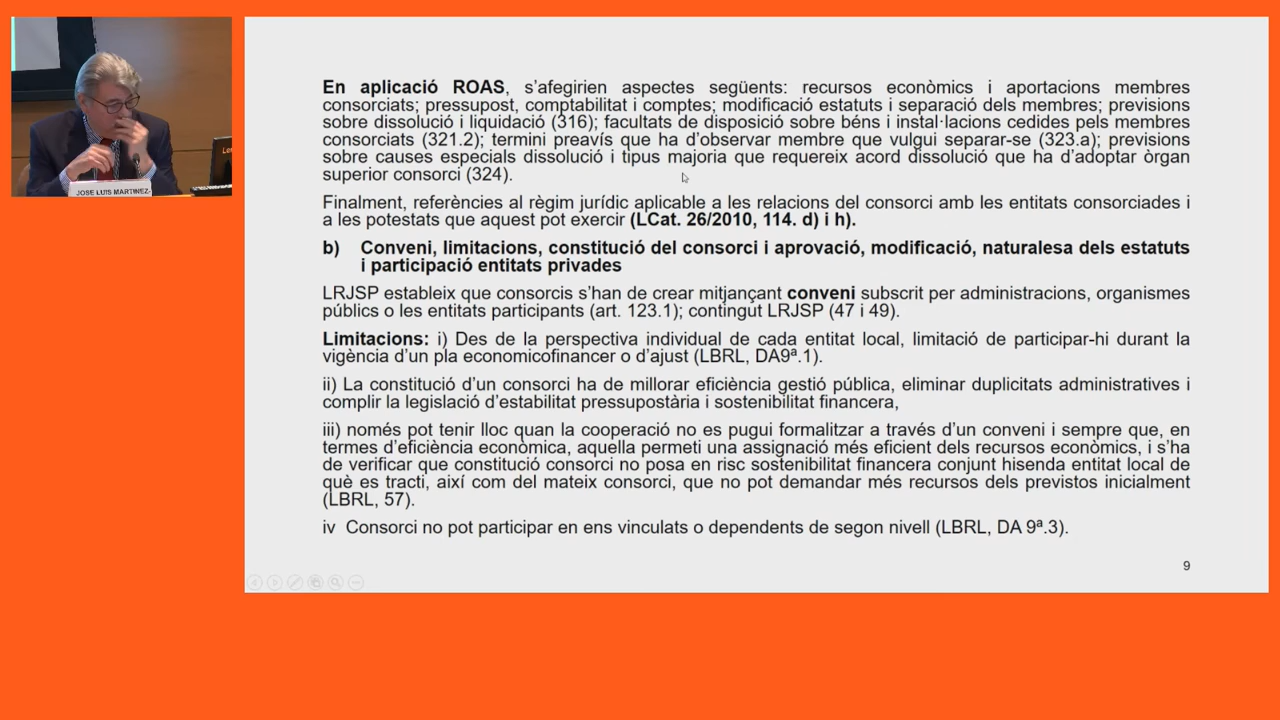 JOSE LUIS MARTINEZ-
En aplicació ROAS, s’afegirien aspectes següents: recursos econòmics i aportacions membres
consorciats; pressupost, comptabilitat i comptes; modificació estatuts i separació dels membres; previsions
sobre dissolució i liquidació (316); facultats de disposició sobre béns i instal·lacions cedides pels membres
consorciats (321.2); termini preavís que ha d’observar membre que vulgui separar-se (323.a); previsions
sobre causes especials dissolució i tipus majoria que requereix acord dissolució que ha d’adoptar òrgan
superior consorci (324).
Finalment, referències al règim jurídic aplicable a les relacions del consorci amb les entitats consorciades i
a les potestats que aquest pot exercir (LCat. 26/2010, 114. d) i h).
b) Conveni, limitacions, constitució del consorci i aprovació, modificació, naturalesa dels estatuts
i participació entitats privades
LRJSP estableix que consorcis s’han de crear mitjançant conveni subscrit per administracions, organismes
públics o les entitats participants (art. 123.1); contingut LRJSP (47 i 49).
Limitacions: i) Des de la perspectiva individual de cada entitat local, limitació de participar-hi durant la
vigència d’un pla economicofinancer o d’ajust (LBRL, DA9ª.1).
ii) La constitució d’un consorci ha de millorar eficiència gestió pública, eliminar duplicitats administratives i
complir la legislació d’estabilitat pressupostària i sostenibilitat financera,
iii) només pot tenir lloc quan la cooperació no es pugui formalitzar a través d’un conveni i sempre que, en
termes d’eficiència econòmica, aquella permeti una assignació més eficient dels recursos econòmics, i s’ha
de verificar que constitució consorci no posa en risc sostenibilitat financera conjunt hisenda entitat local de
què es tracti, així com del mateix consorci, que no pot demandar més recursos dels previstos inicialment
(LBRL, 57).
iv Consorci no pot participar en ens vinculats o dependents de segon nivell (LBRL, DA 9ª.3).
9